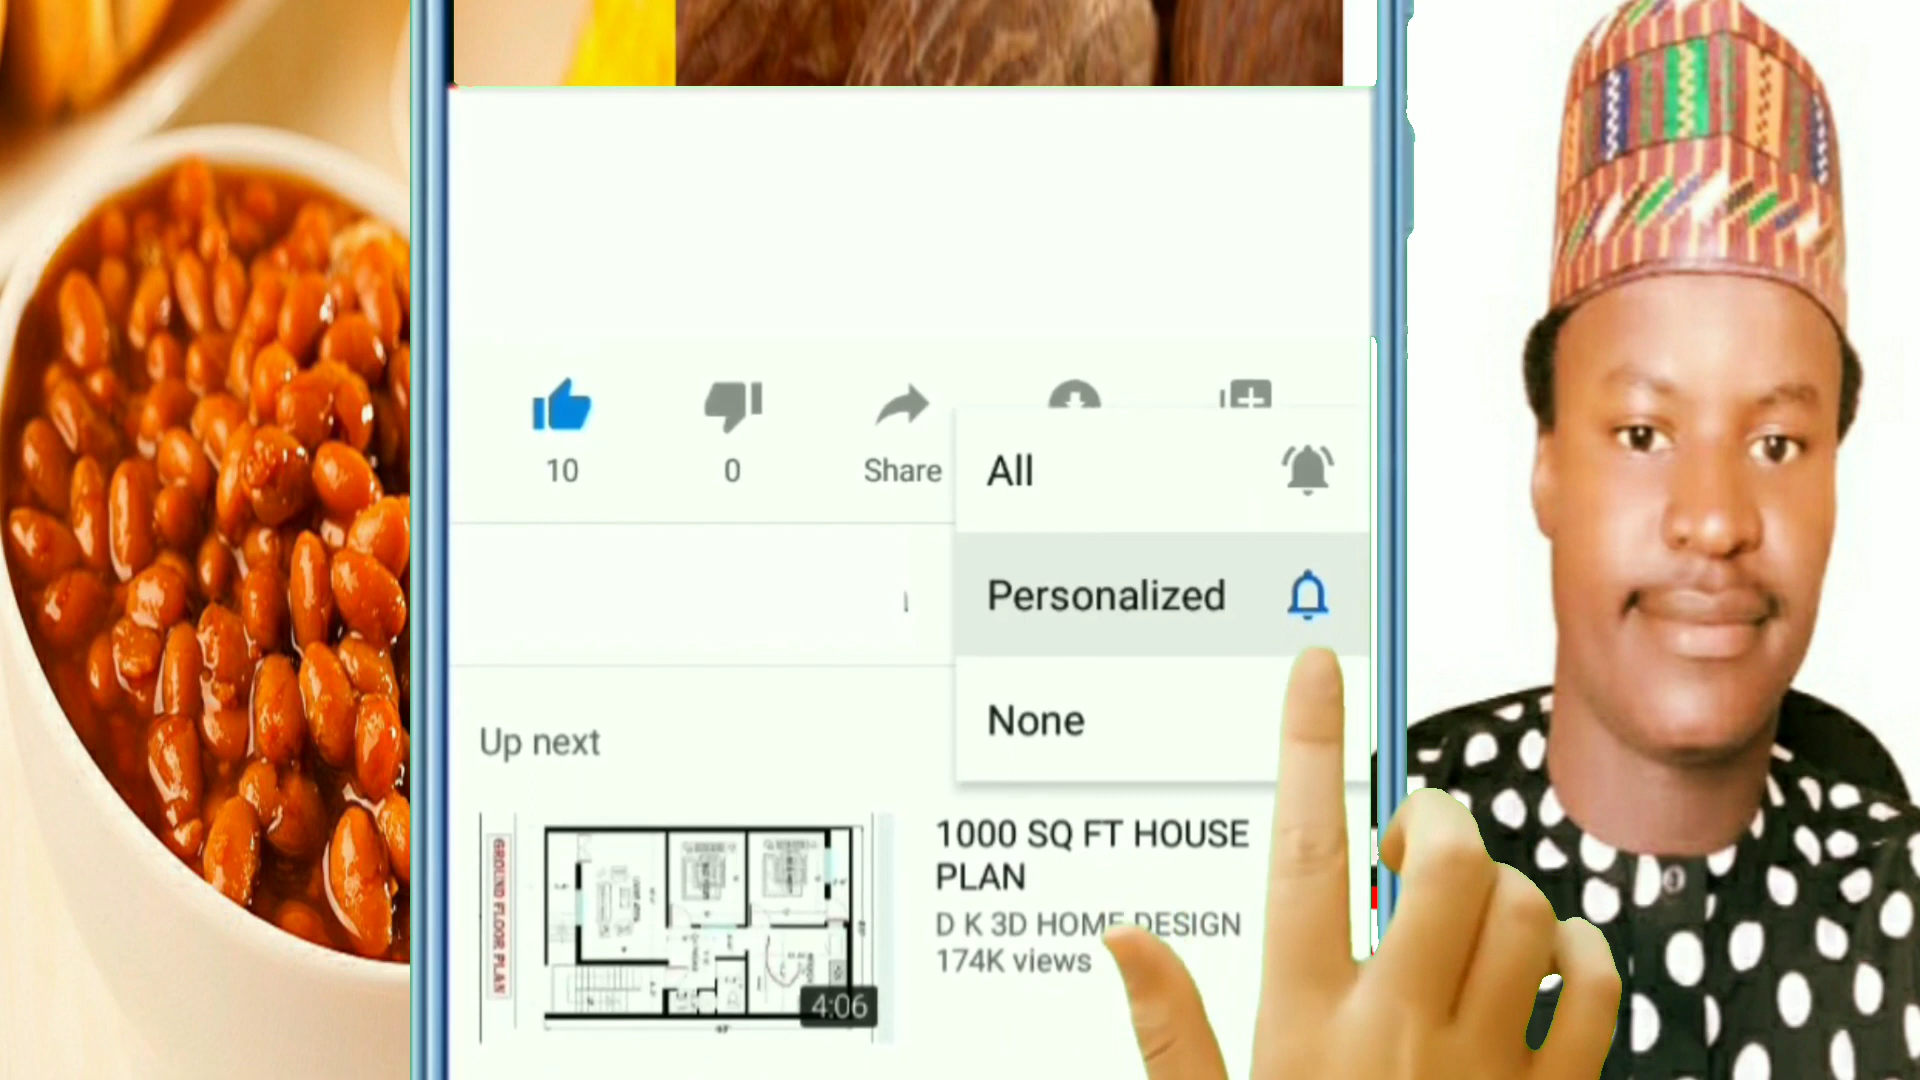 10
0
Share
All
Personalized
None
Up next
GROUND FLOOR PLAN
4:06
1000 SQ FT HOUSE
PLAN
D K 3D HOME DESIGN
174K views